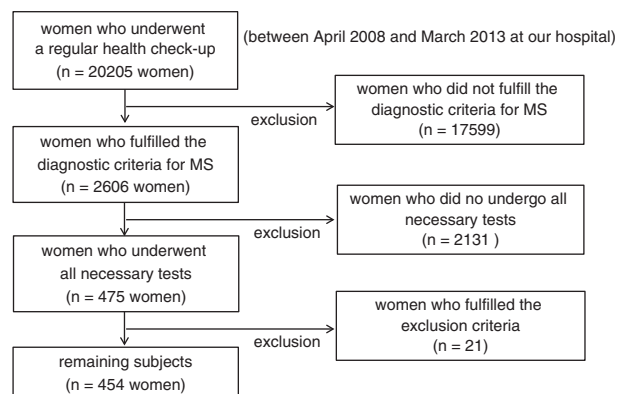 women who underwent
a regular health check-up
(n = 20205 women)
(between April 2008 and March 2013 at our hospital)
exclusion
women who did not fulfill the
diagnostic criteria for MS
(n = 17599)
women who fulfilled the
diagnostic criteria for MS
(n = 2606 women)
exclusion
women who did no undergo all
necessary tests
(n = 2131 )
women who underwent
all necessary tests
(n = 475 women)
exclusion
women who fulfilled the
exclusion criteria
(n = 21)
remaining subjects
(n = 454 women)